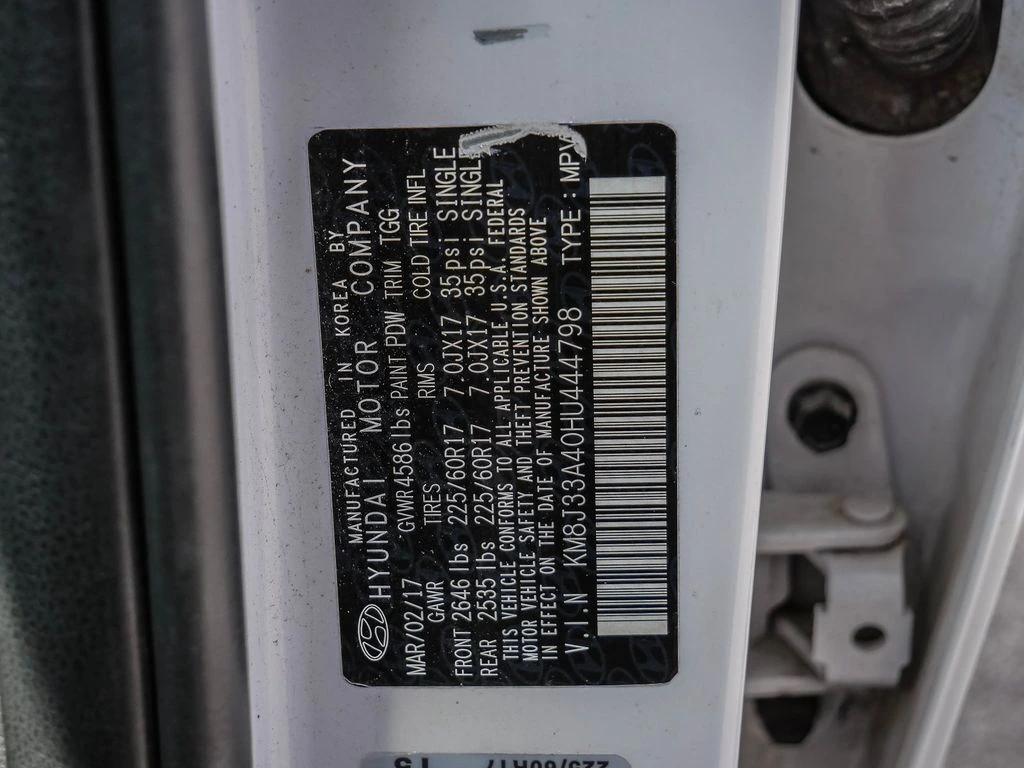 MANUFACTURED IN KOREA BY
HYUNDAI MOTOR COMPANY
MAR/02/17 GVWR 4586 lbs PAINT PDW TRIM TGG
GAWR TIRES RIMS COLD TIRE INFL
FRONT 2646 lbs 225/60R17 7.0JX17 35psi SINGLE
REAR 2535 lbs 225/60R17 7.0JX17 35psi SINGLE
THIS VEHICLE CONFORMS TO ALL APPLICABLE U.S.A. FEDERAL
MOTOR VEHICLE SAFETY AND THEFT PREVENTION STANDARDS
IN EFFECT ON THE DATE OF MANUFACTURE SHOWN ABOVE
V.I.N KM8J33A40HU444798 TYPE : MPV
225/60R17